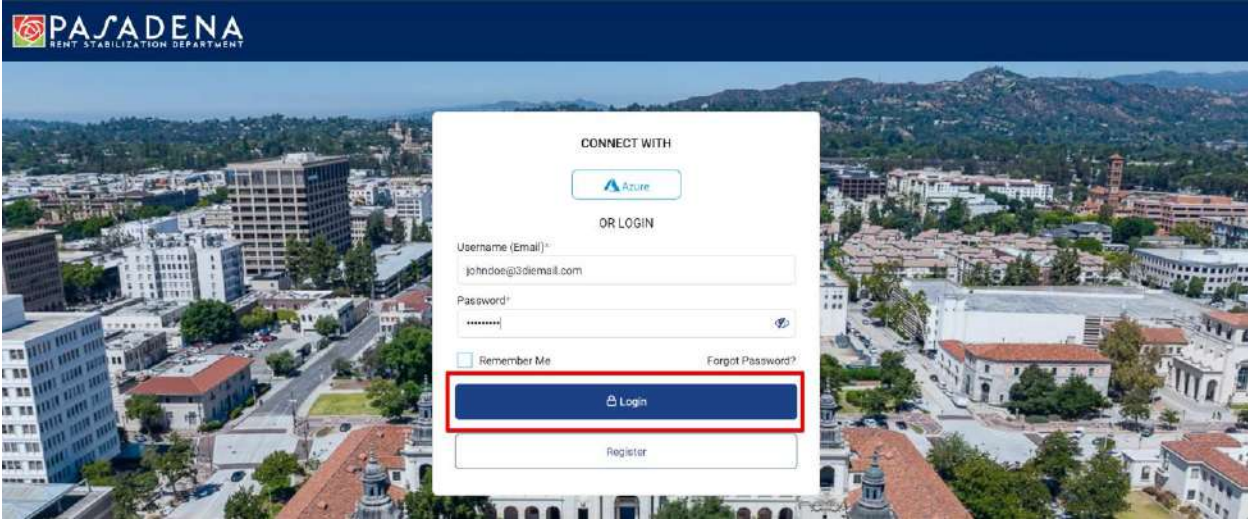 PASADENA
RENT STABILIZATION DEPARTMENT
CONNECT WITH
Azure
OR LOGIN
Username (Email)*
johndoe@3diemail.com
Password*
•••••••••
Remember Me
Forgot Password?
Login
Register